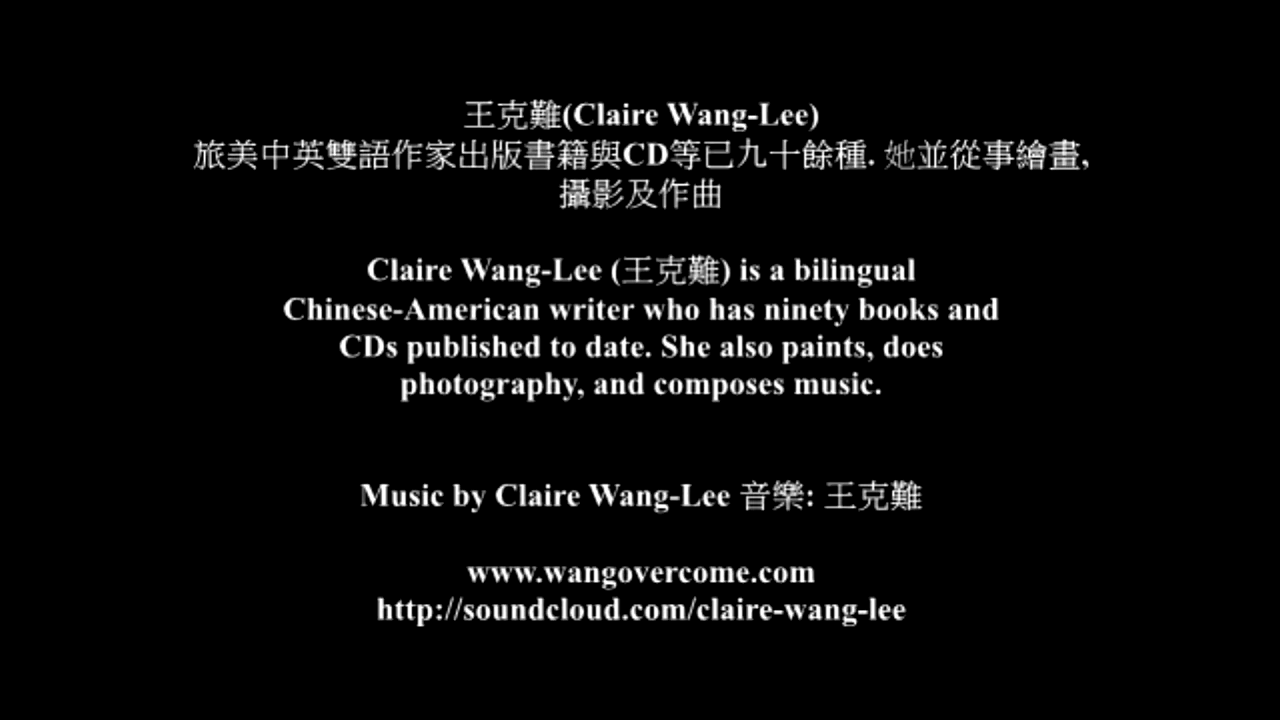 王克難(Claire Wang-Lee)
旅美中英雙語作家出版書籍與CD等已九十餘種. 她並從事繪畫,
攝影及作曲
Claire Wang-Lee (王克難) is a bilingual
Chinese-American writer who has ninety books and
CDs published to date. She also paints, does
photography, and composes music.
Music by Claire Wang-Lee 音樂: 王克難
www.wangovercome.com
http://soundcloud.com/claire-wang-lee